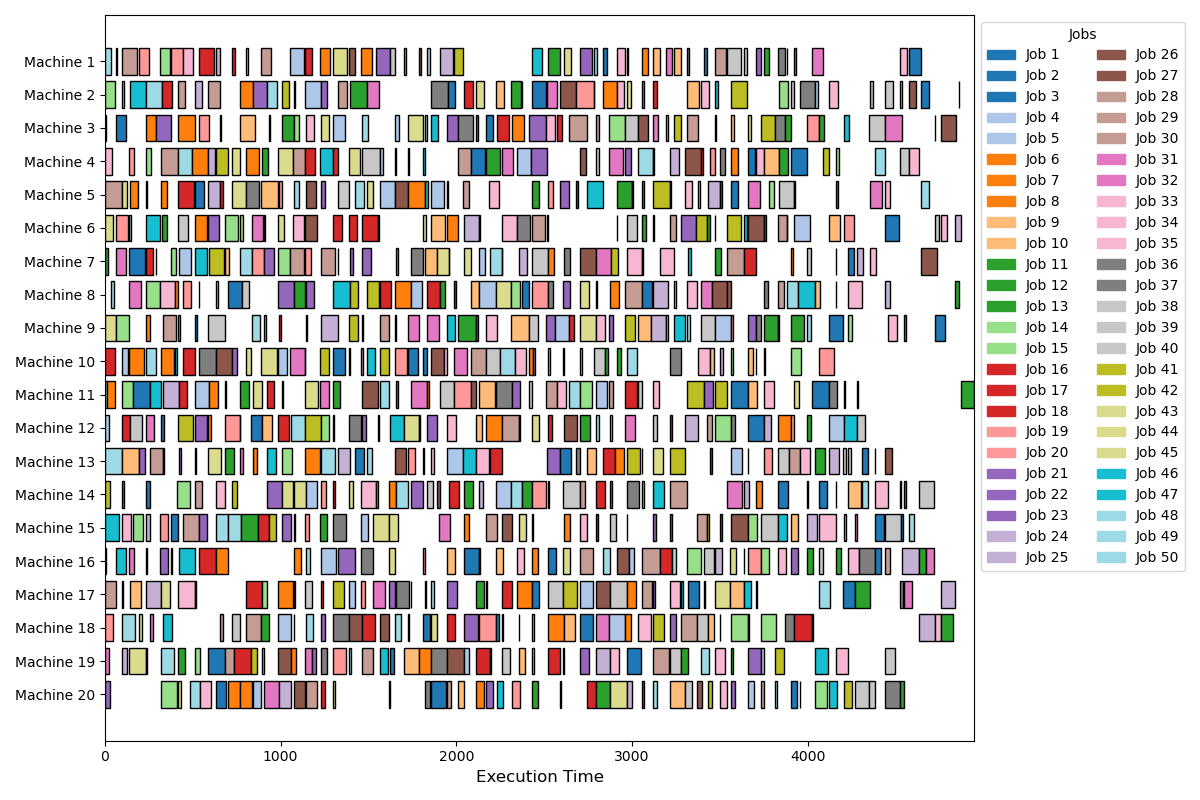 Machine 1
Machine 2
Machine 3
Machine 4
Machine 5
Machine 6
Machine 7
Machine 8
Machine 9
Machine 10
Machine 11
Machine 12
Machine 13
Machine 14
Machine 15
Machine 16
Machine 17
Machine 18
Machine 19
Machine 20
0 1000 2000 3000 4000
Execution Time
Jobs
Job 1
Job 2
Job 3
Job 4
Job 5
Job 6
Job 7
Job 8
Job 9
Job 10
Job 11
Job 12
Job 13
Job 14
Job 15
Job 16
Job 17
Job 18
Job 19
Job 20
Job 21
Job 22
Job 23
Job 24
Job 25
Job 26
Job 27
Job 28
Job 29
Job 30
Job 31
Job 32
Job 33
Job 34
Job 35
Job 36
Job 37
Job 38
Job 39
Job 40
Job 41
Job 42
Job 43
Job 44
Job 45
Job 46
Job 47
Job 48
Job 49
Job 50